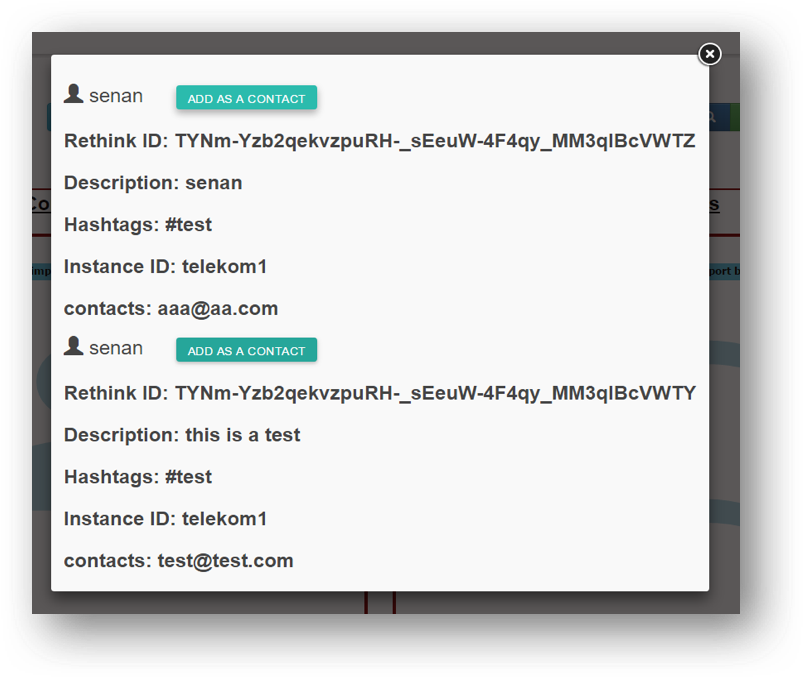 senan ADD AS A CONTACT
Rethink ID: TYNm-Yzb2qekvzpuRH-_sEeuW-4F4qy_MM3qIBcVWTZ
Description: senan
Hashtags: #test
Instance ID: telekom1
contacts: aaa@aa.com
senan ADD AS A CONTACT
Rethink ID: TYNm-Yzb2qekvzpuRH-_sEeuW-4F4qy_MM3qIBcVWTY
Description: this is a test
Hashtags: #test
Instance ID: telekom1
contacts: test@test.com